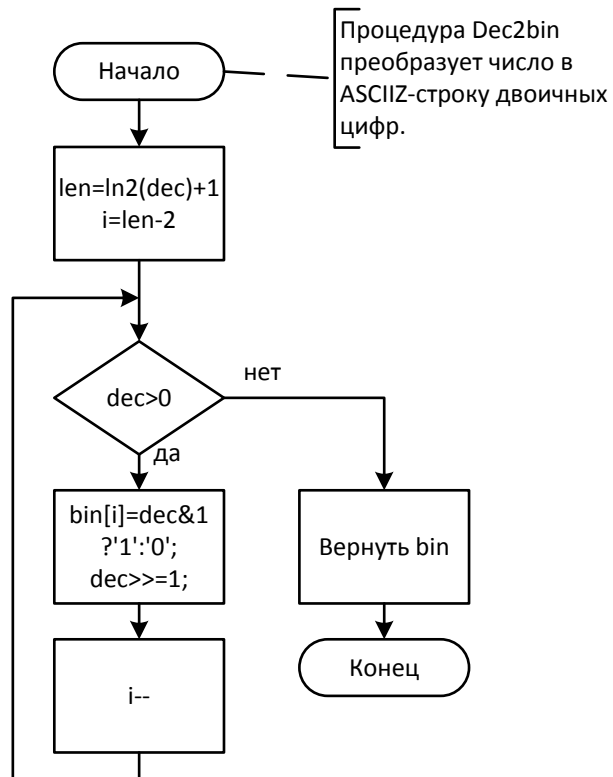 Начало
Процедура Dec2bin
преобразует число в
ASCIIZ-строку двоичных
цифр.
len=ln2(dec)+1
i=len-2
dec>0
нет
да
bin[i]=dec&1
?'1':'0';
dec>>=1;
Вернуть bin
i--
Конец